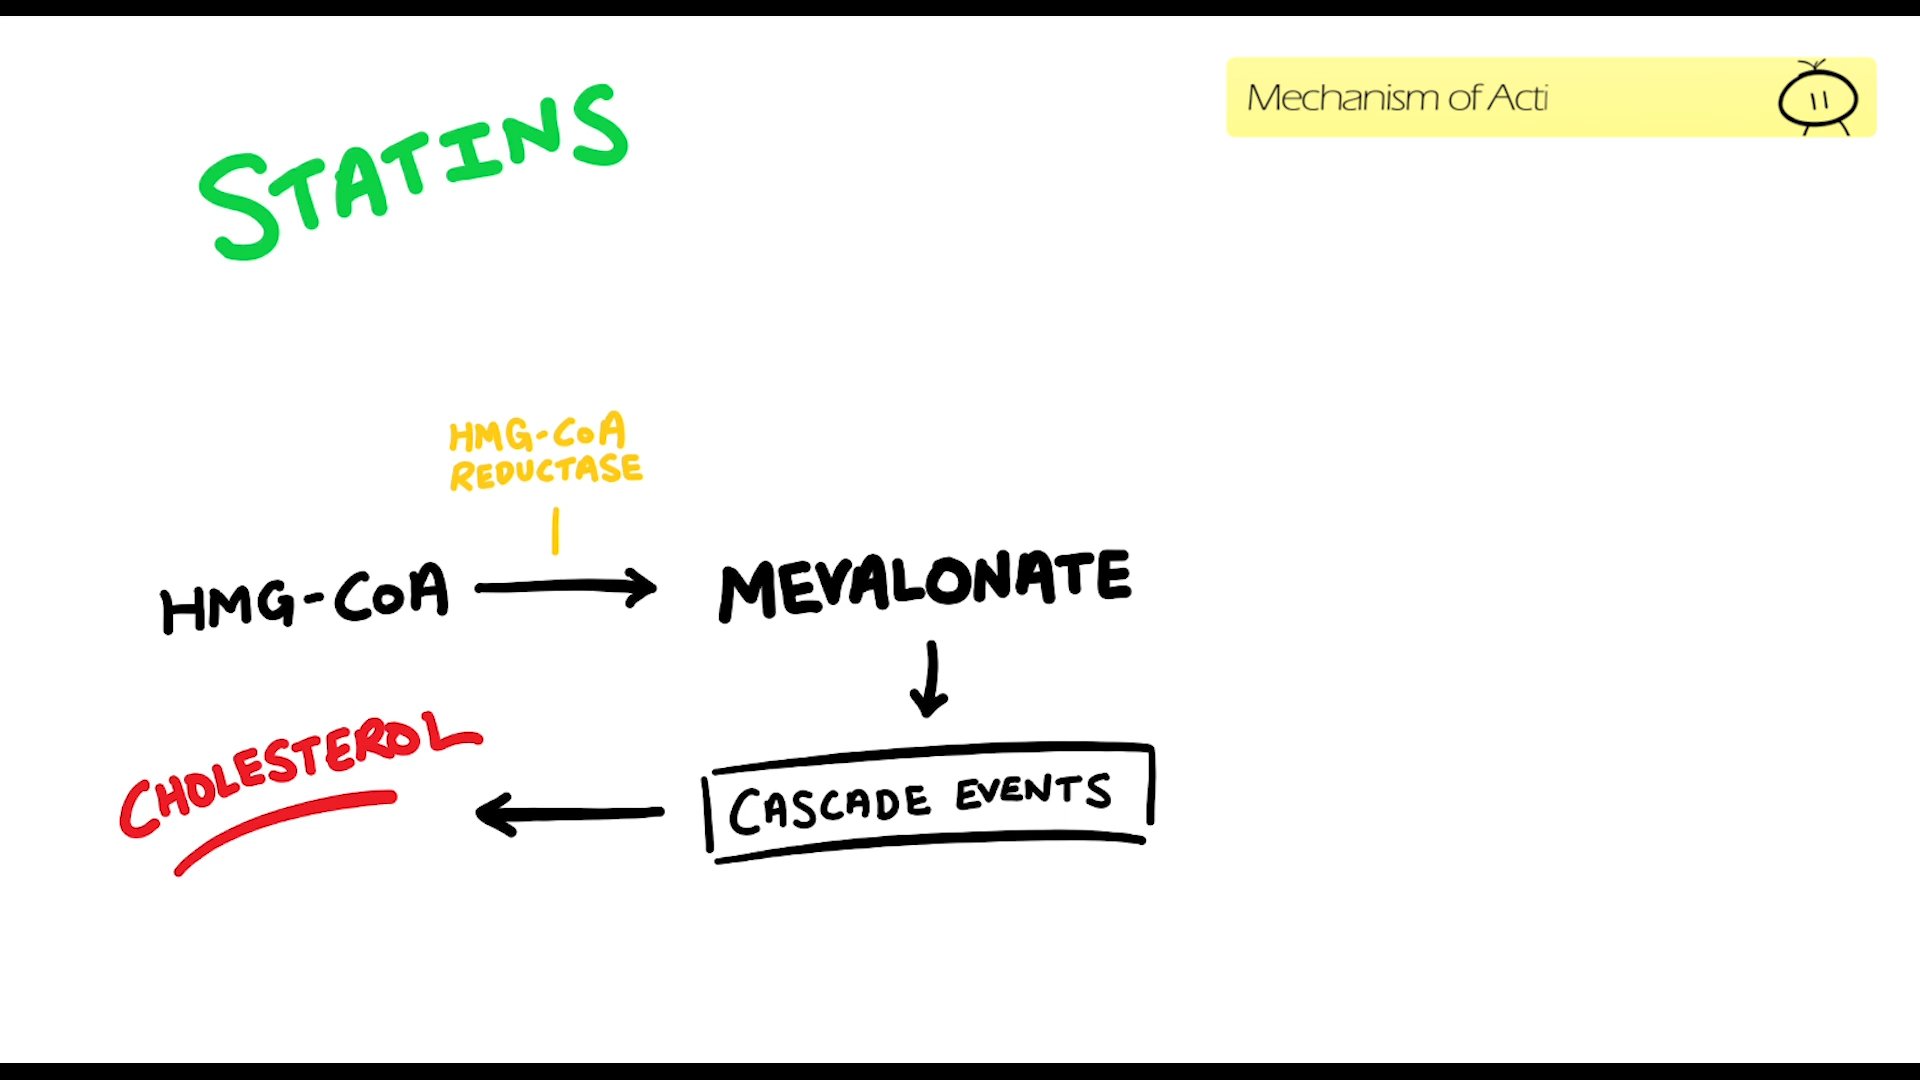 Mechanism of Acti
STATINS
HMG-CoA
REDUCTASE
HMG-CoA
MEVALONATE
CHOLESTEROL
CASCADE EVENTS